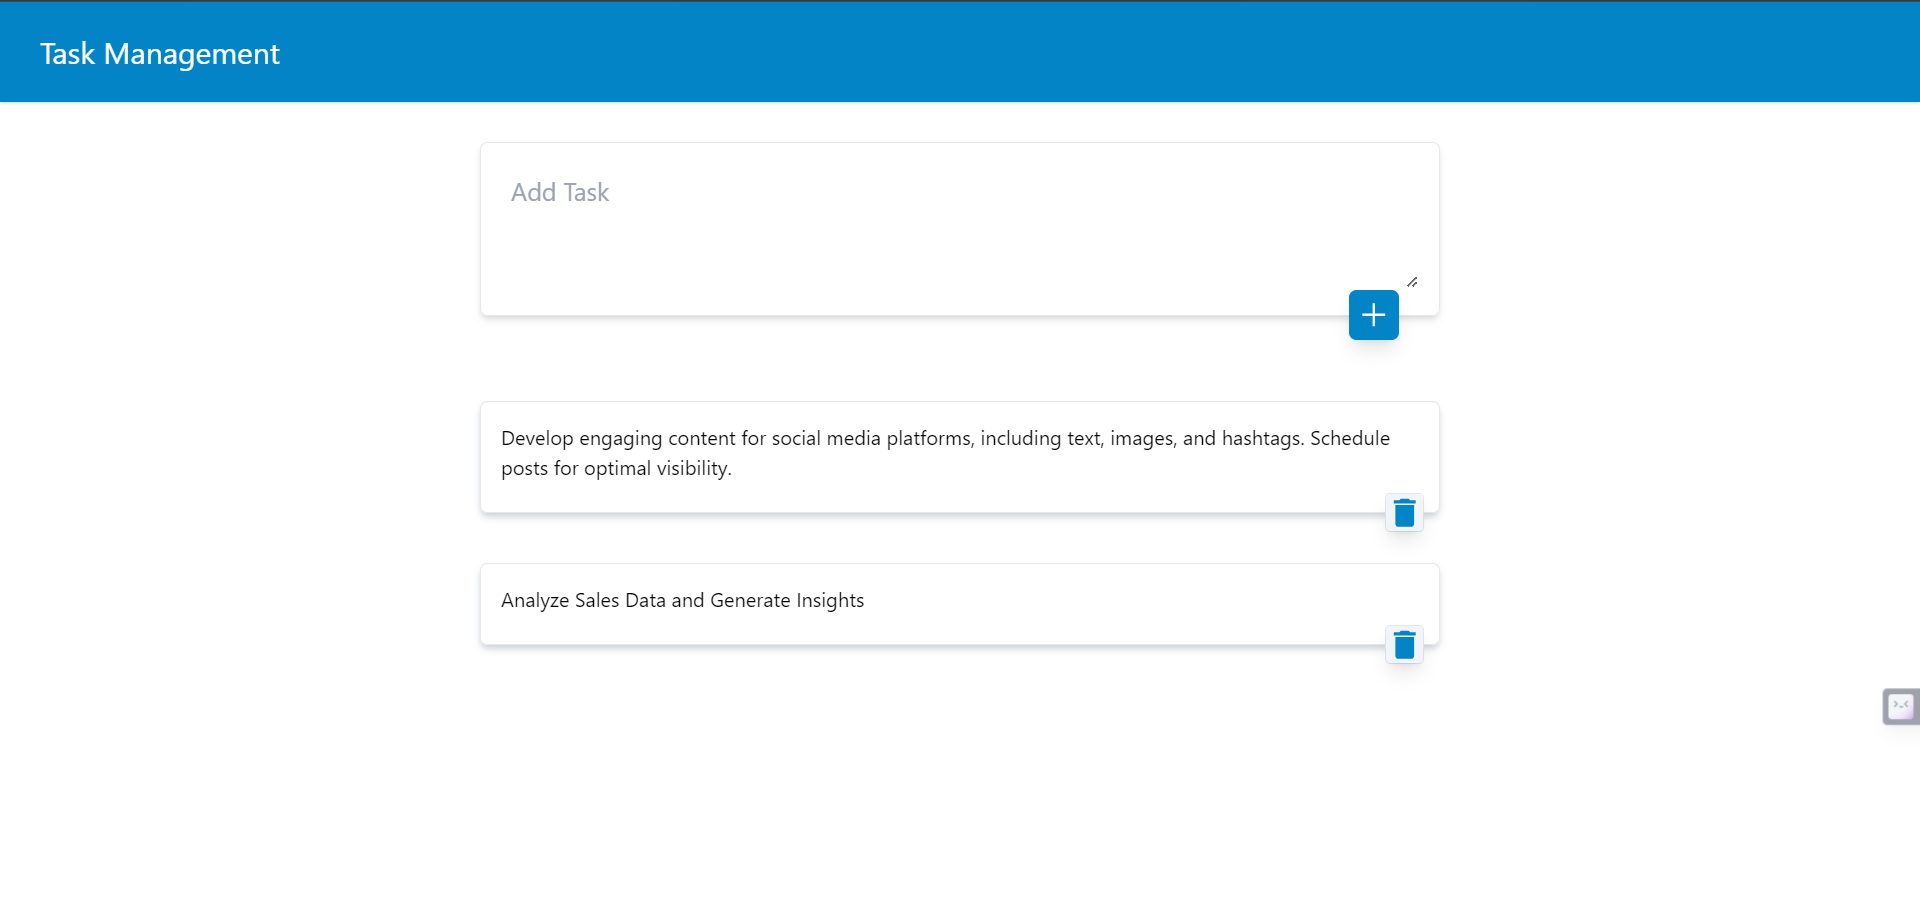 Task Management
Add Task
Develop engaging content for social media platforms, including text, images, and hashtags. Schedule
posts for optimal visibility.
Analyze Sales Data and Generate Insights